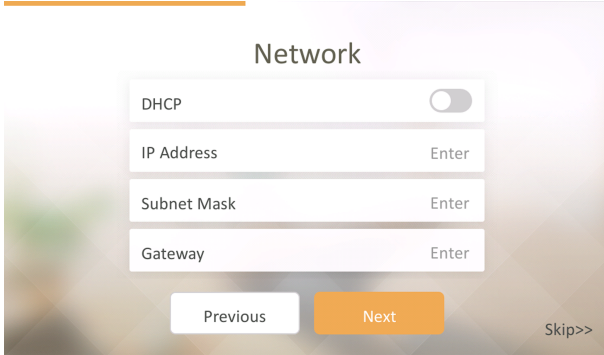 Network
DHCP
IP Address Enter
Subnet Mask Enter
Gateway Enter
Previous Next
Skip>>